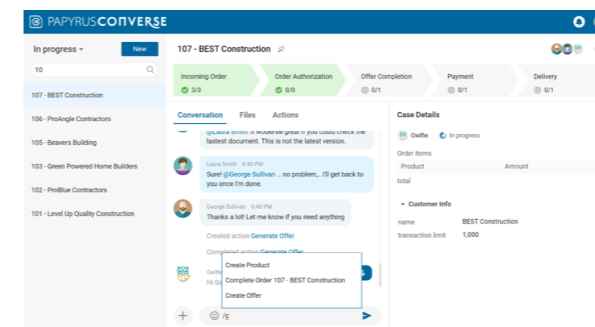 PAPYRUS CONVERSE
In progress
New
10
107 - BEST Construction
106 - ProAngle Contractors
105 - Beavers Building
103 - Green Powered Home Builders
102 - ProBlue Contractors
101 - Level Up Quality Construction
107 - BEST Construction
Incoming Order
3/3
Order Authorization
0/0
Offer Completion
0/1
Payment
0/1
Delivery
0/1
Conversation Files Actions
@Laura Smith It would be great if you could check the
lastest document. This is not the latest version.
Laura Smith 6:40 PM
Sure! @George Sullivan .. no problem,.. I'll get back to
you once I'm done.
George Sullivan 6:40 PM
Thanks a lot! Let me know if you need anything
Created action Generate Offer
Completed action Generate Offer
Owlfie
Hi Ge
Create Product
Complete Order 107 - BEST Construction
Create Offer
Case Details
Owlfie In progress
Order items
Product Amount
total
Customer Info
name BEST Construction
transaction limit 1,000